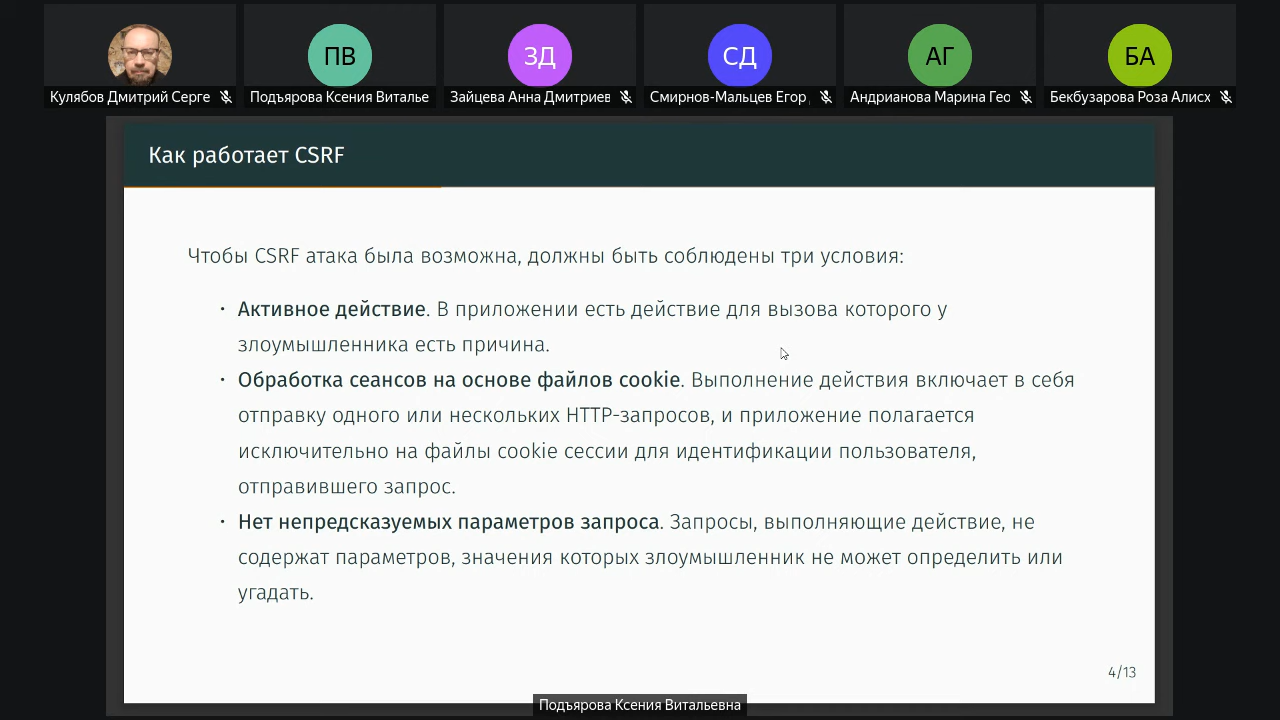 ПВ
ЗД
СД
АГ
БА
Кулябов Дмитрий Серге
Подъярова Ксения Виталье
Зайцева Анна Дмитриев
Смирнов-Мальцев Егор
Андрианова Марина Гео
Бекбузарова Роза Алисх
Как работает CSRF
Чтобы CSRF атака была возможна, должны быть соблюдены три условия:
• Активное действие. В приложении есть действие для вызова которого у
злоумышленника есть причина.
• Обработка сеансов на основе файлов cookie. Выполнение действия включает в себя
отправку одного или нескольких HTTP-запросов, и приложение полагается
исключительно на файлы cookie сессии для идентификации пользователя,
отправившего запрос.
• Нет непредсказуемых параметров запроса. Запросы, выполняющие действие, не
содержат параметров, значения которых злоумышленник не может определить или
угадать.
4/13
Подъярова Ксения Витальевна